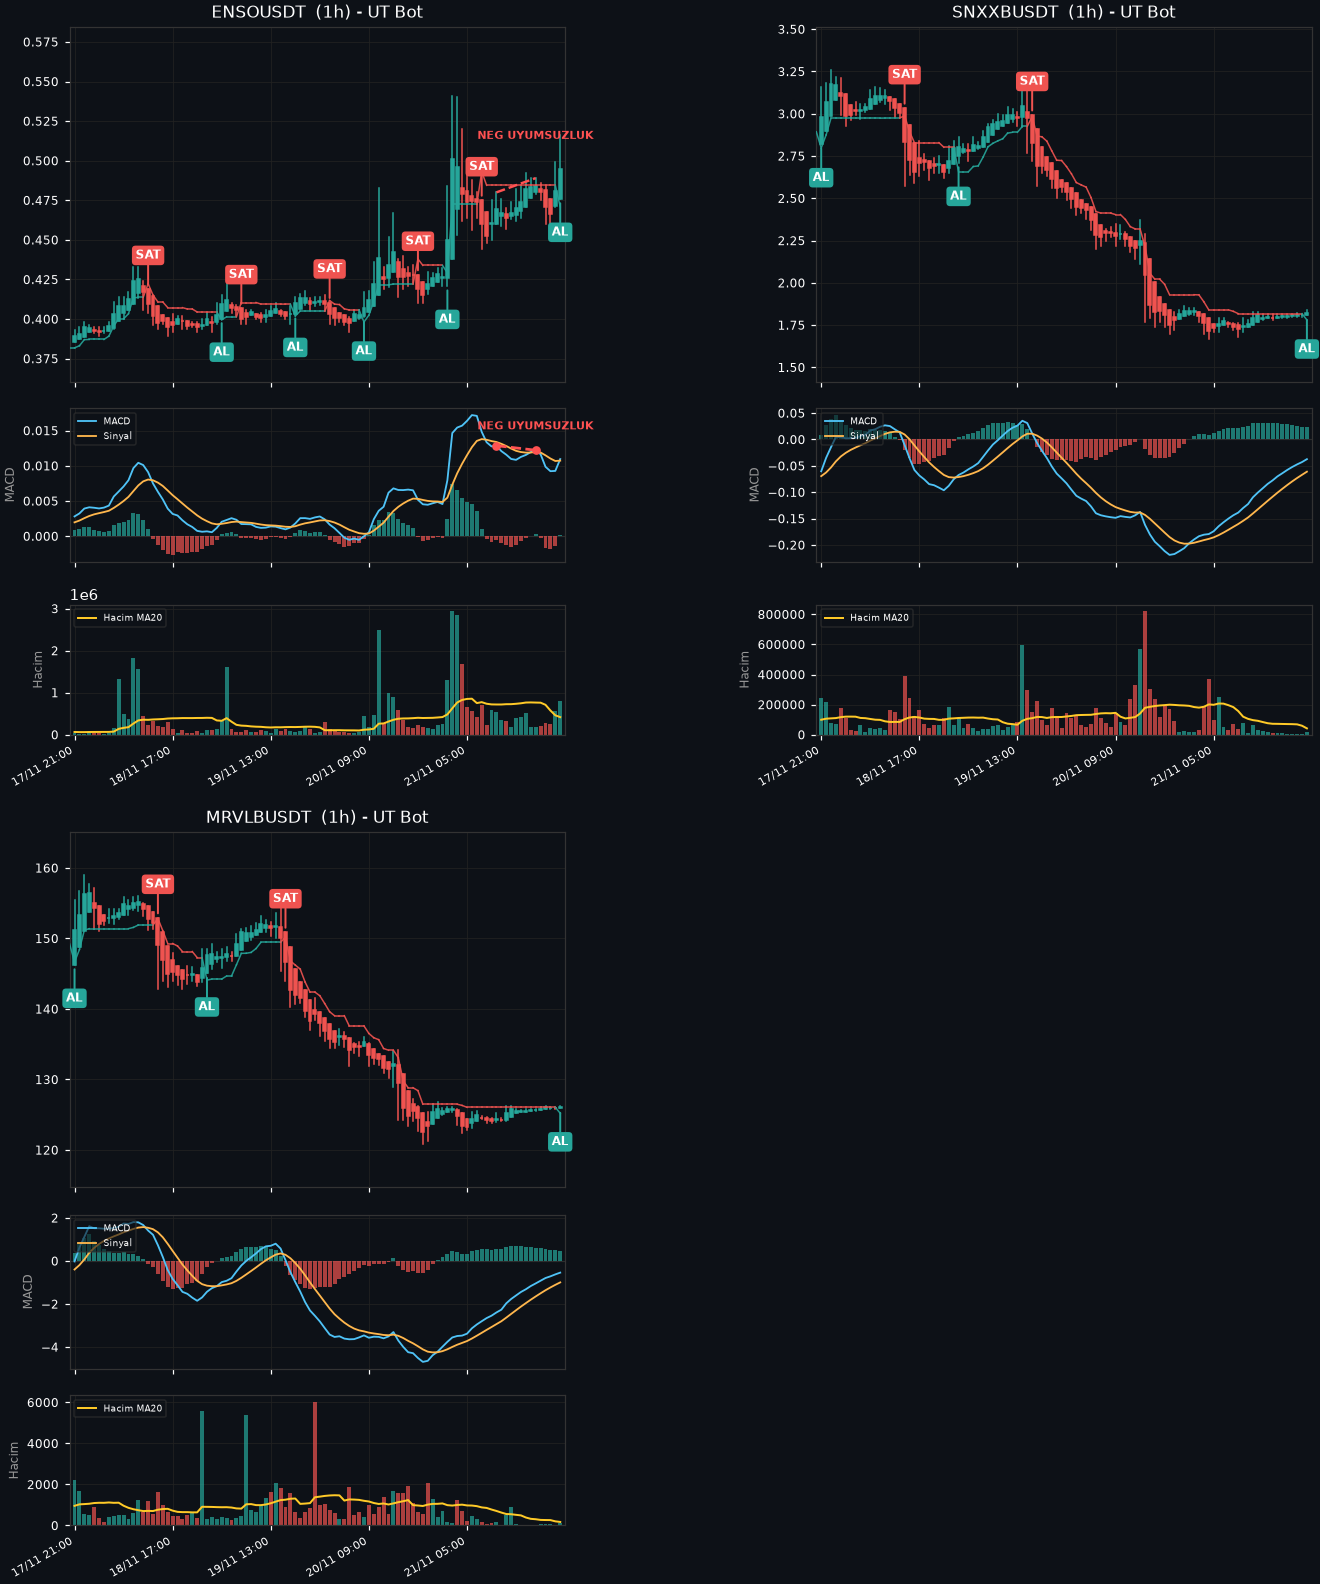 ENSOUSDT  (1h) - UT Bot
0.575
0.550
0.525
0.500
0.475
0.450
0.425
0.400
0.375
SAT
SAT
SAT
SAT
SAT
NEG UYUMSUZLUK
AL
AL
AL
AL
AL
MACD
Sinyal
NEG UYUMSUZLUK
0.015
0.010
0.005
0.000
MACD
1e6
Hacim MA20
3
2
1
0
Hacim
17/11 21:00
18/11 17:00
19/11 13:00
20/11 09:00
21/11 05:00
SNXXBUSDT  (1h) - UT Bot
3.50
3.25
3.00
2.75
2.50
2.25
2.00
1.75
1.50
SAT
SAT
AL
AL
AL
MACD
Sinyal
0.05
0.00
−0.05
−0.10
−0.15
−0.20
MACD
Hacim MA20
800000
600000
400000
200000
0
Hacim
17/11 21:00
18/11 17:00
19/11 13:00
20/11 09:00
21/11 05:00
MRVLBUSDT  (1h) - UT Bot
160
150
140
130
120
SAT
SAT
AL
AL
AL
MACD
Sinyal
2
0
−2
−4
MACD
Hacim MA20
6000
4000
2000
0
Hacim
17/11 21:00
18/11 17:00
19/11 13:00
20/11 09:00
21/11 05:00